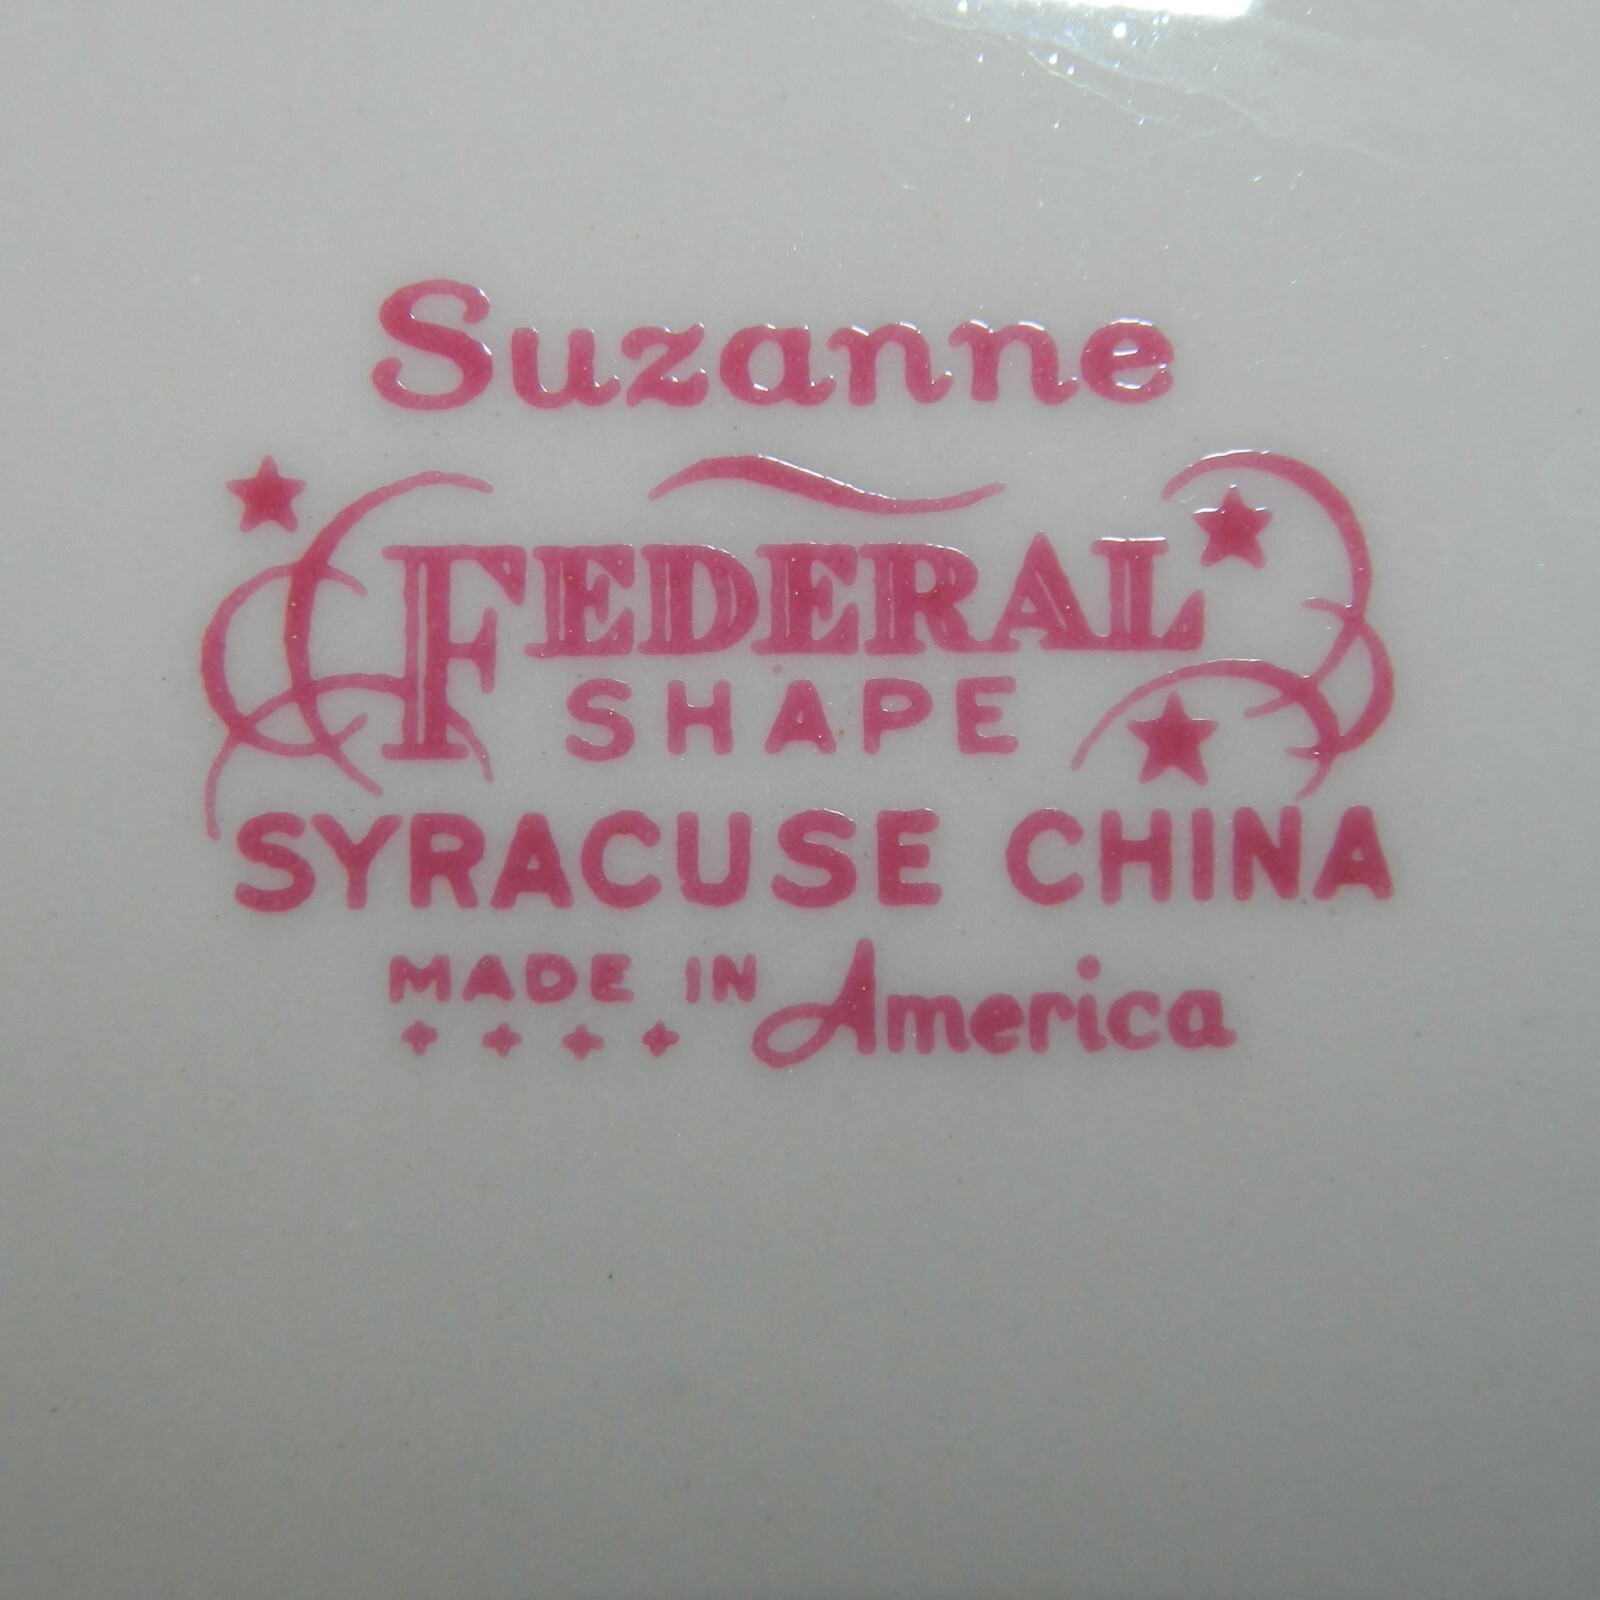 Suzanne
FEDERAL
SHAPE
SYRACUSE CHINA
MADE IN America